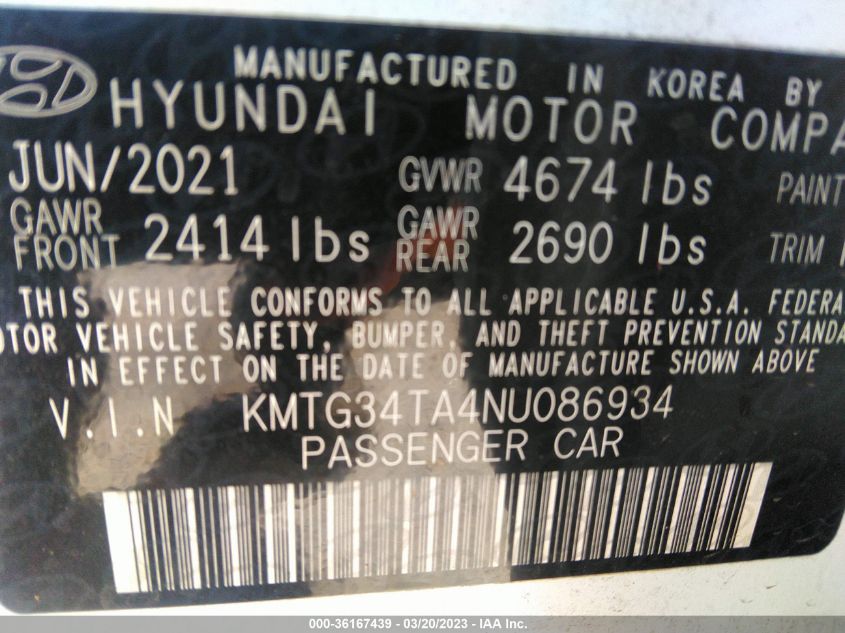 MANUFACTURED IN KOREA BY
HYUNDAI MOTOR COMPA
JUN/2021 GVWR 4674 lbs PAINT
GAWR FRONT 2414 lbs GAWR REAR 2690 lbs TRIM
THIS VEHICLE CONFORMS TO ALL APPLICABLE U.S.A. FEDERA
OTOR VEHICLE SAFETY, BUMPER, AND THEFT PREVENTION STANDA
IN EFFECT ON THE DATE OF MANUFACTURE SHOWN ABOVE
V.I.N KMTG34TA4NU086934
PASSENGER CAR
000-36167439 — 03/20/2023 — IAA Inc.